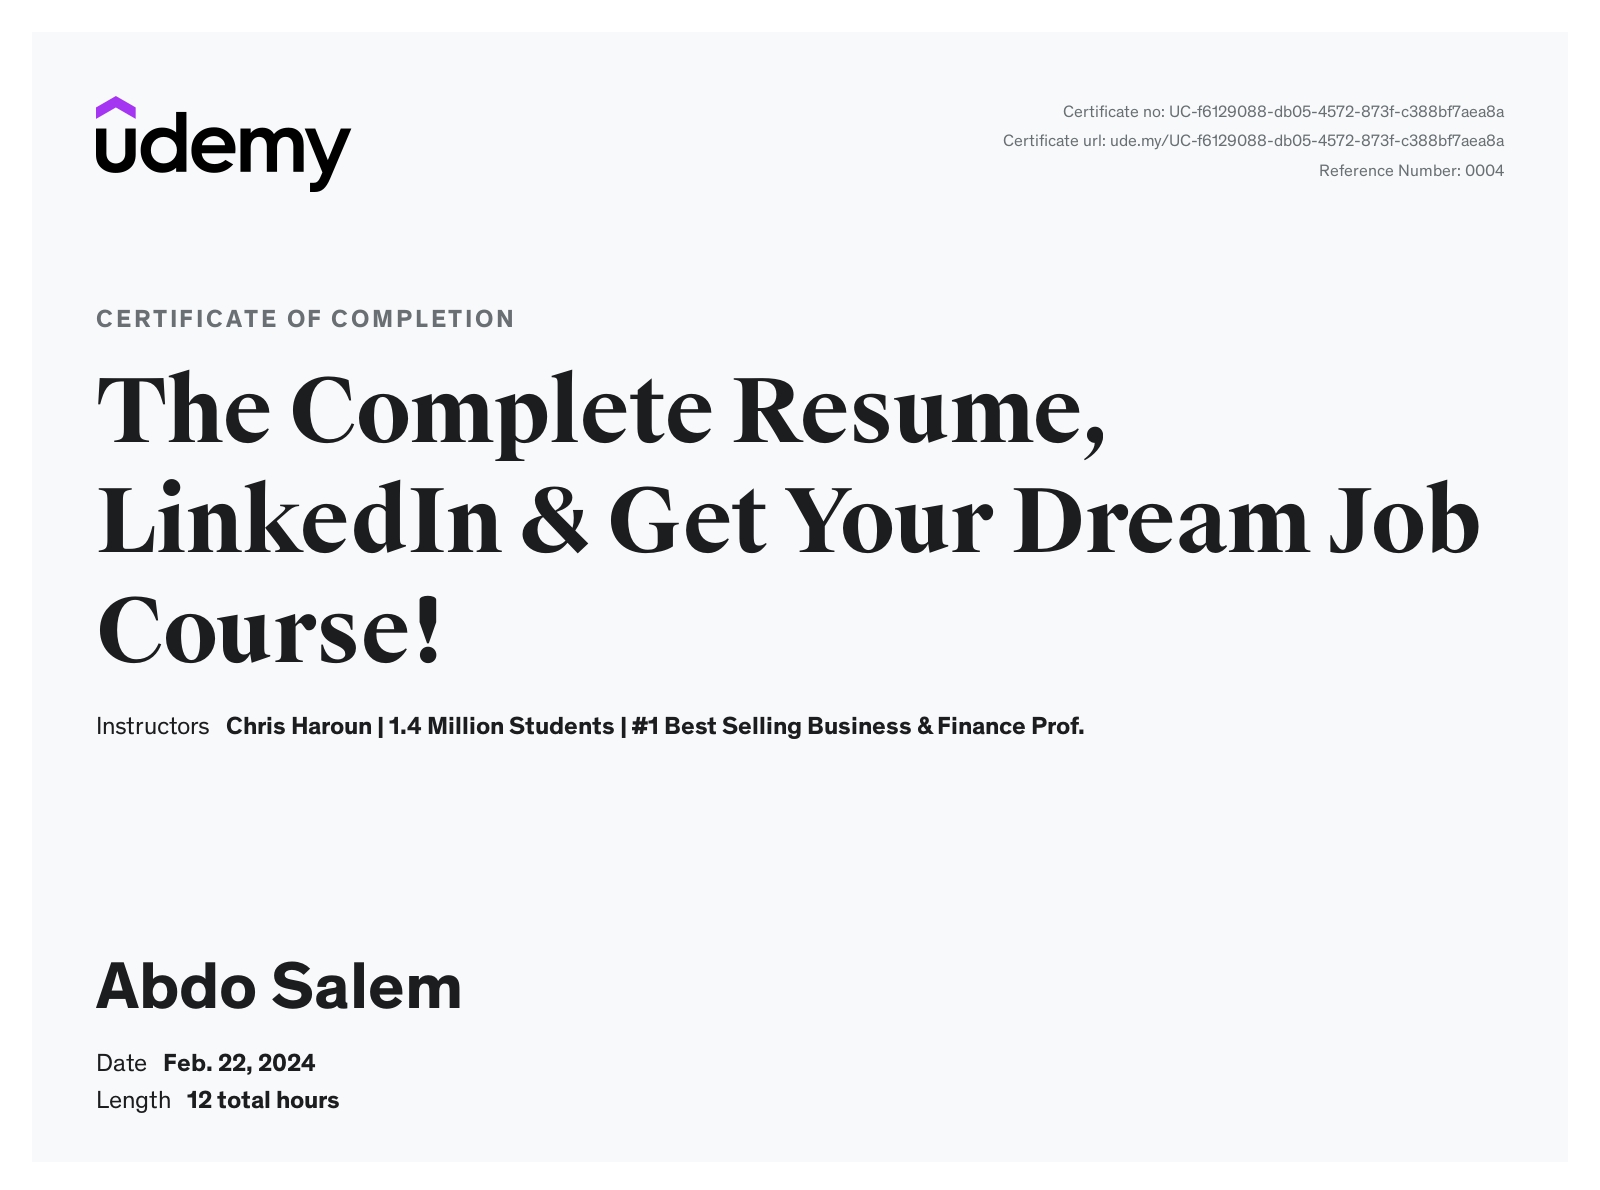 udemy
Certificate no: UC-f6129088-db05-4572-873f-c388bf7aea8a
Certificate url: ude.my/UC-f6129088-db05-4572-873f-c388bf7aea8a
Reference Number: 0004
CERTIFICATE OF COMPLETION
The Complete Resume,
LinkedIn & Get Your Dream Job
Course!
Instructors Chris Haroun | 1.4 Million Students | #1 Best Selling Business & Finance Prof.
Abdo Salem
Date Feb. 22, 2024
Length 12 total hours